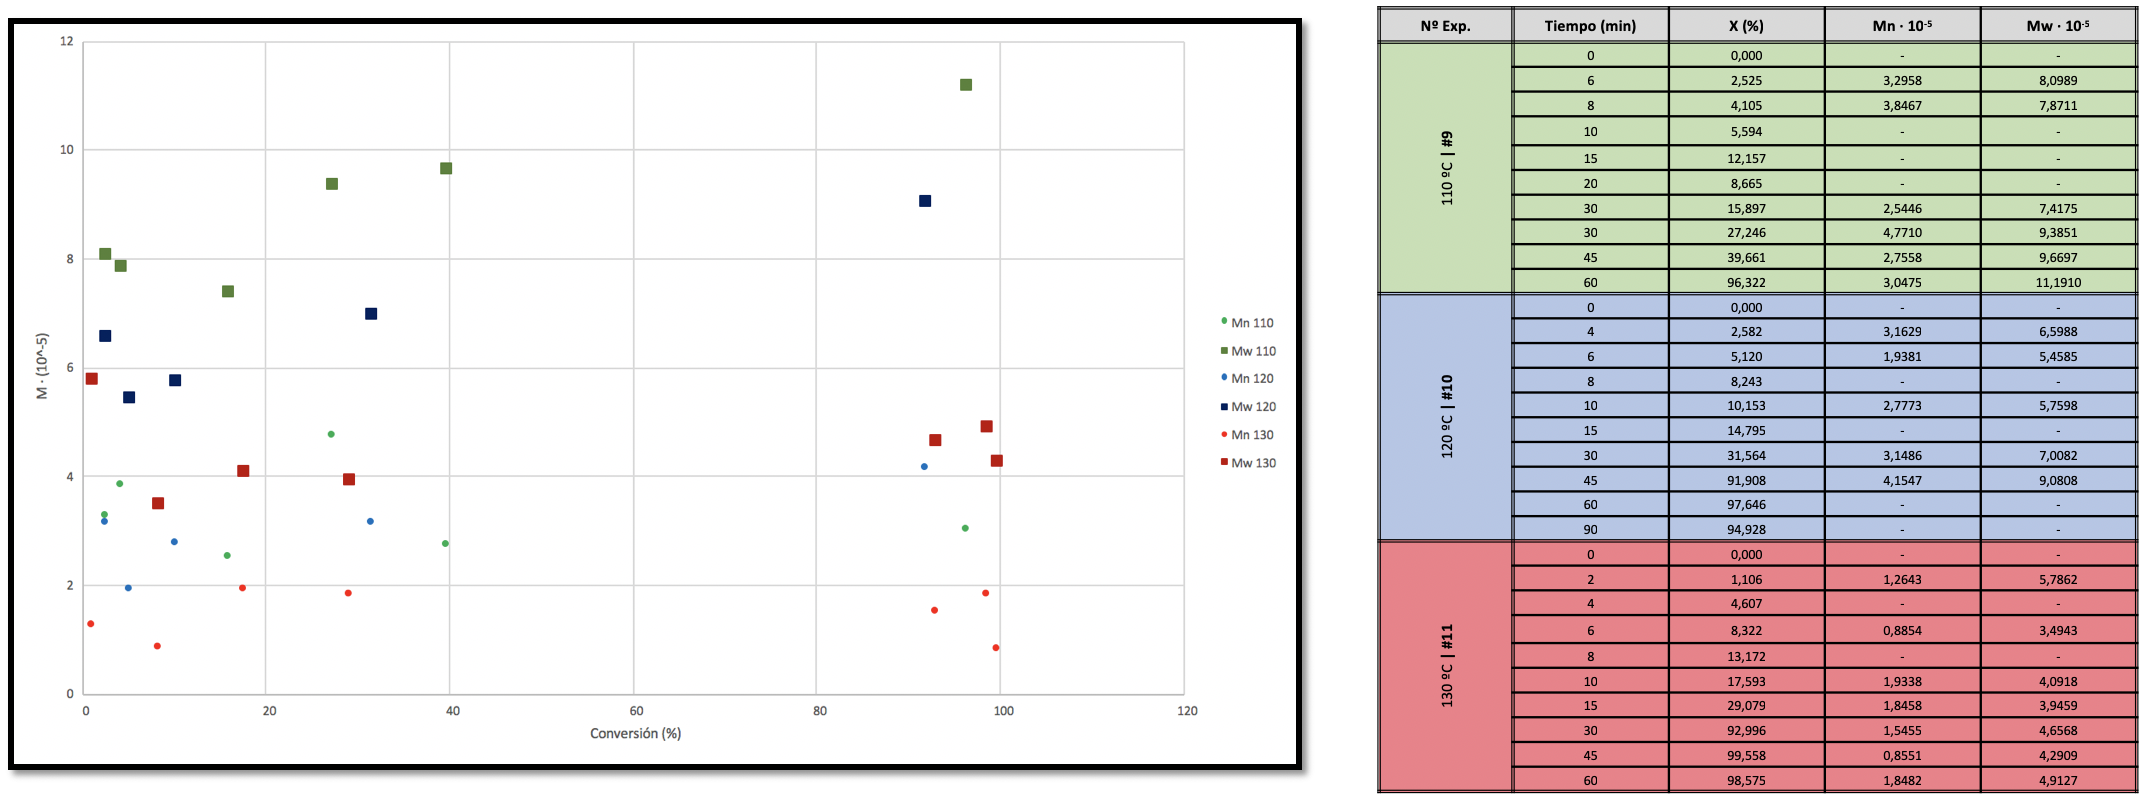 12
10
8
6
4
2
0
M · (10^-5)
0 20 40 60 80 100 120
Conversión (%)
Mn 110
Mw 110
Mn 120
Mw 120
Mn 130
Mw 130
Nº Exp. Tiempo (min) X (%) Mn · 10-5 Mw · 10-5
110 ºC | #9
0 0,000 - -
6 2,525 3,2958 8,0989
8 4,105 3,8467 7,8711
10 5,594 - -
15 12,157 - -
20 8,665 - -
30 15,897 2,5446 7,4175
30 27,246 4,7710 9,3851
45 39,661 2,7558 9,6697
60 96,322 3,0475 11,1910
120 ºC | #10
0 0,000 - -
4 2,582 3,1629 6,5988
6 5,120 1,9381 5,4585
8 8,243 - -
10 10,153 2,7773 5,7598
15 14,795 - -
30 31,564 3,1486 7,0082
45 91,908 4,1547 9,0808
60 97,646 - -
90 94,928 - -
130 ºC | #11
0 0,000 - -
2 1,106 1,2643 5,7862
4 4,607 - -
6 8,322 0,8854 3,4943
8 13,172 - -
10 17,593 1,9338 4,0918
15 29,079 1,8458 3,9459
30 92,996 1,5455 4,6568
45 99,558 0,8551 4,2909
60 98,575 1,8482 4,9127